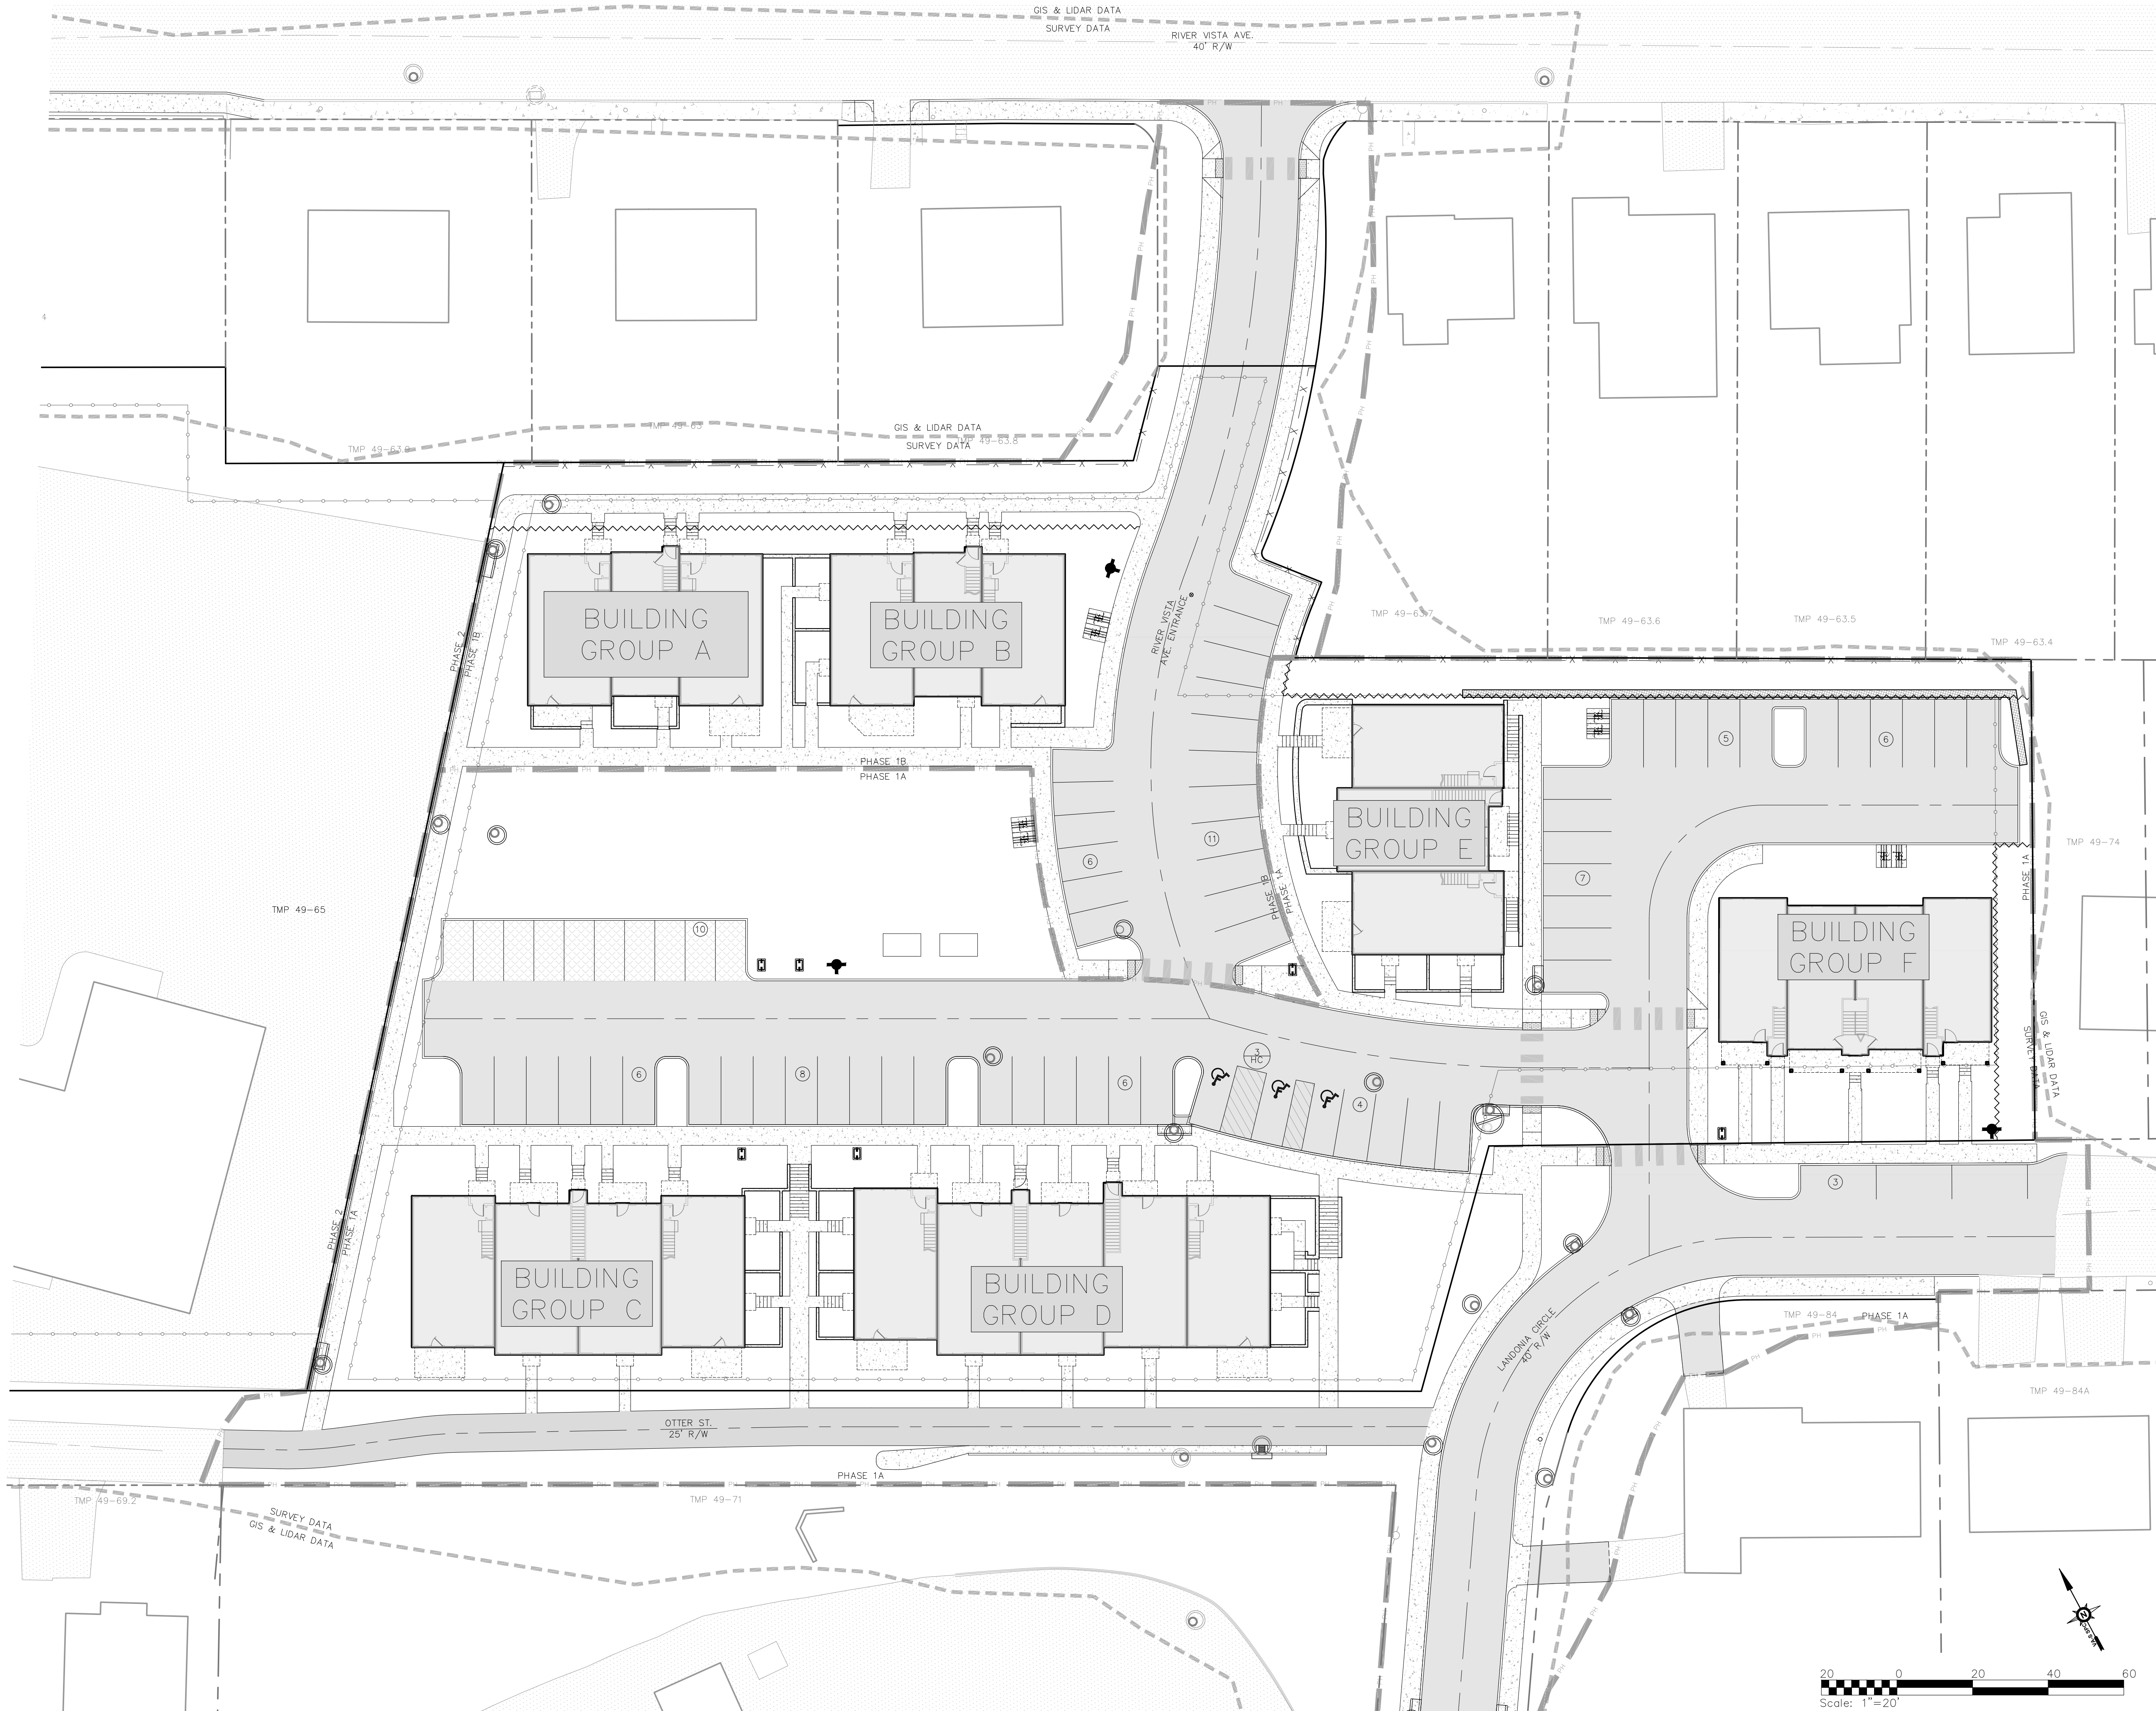 GIS & LIDAR DATA
SURVEY DATA
RIVER VISTA AVE.
40' R/W
4
GIS & LIDAR DATA
SURVEY DATA
TMP 49-63.9
TMP 49-63
TMP 49-63.8
TMP 49-63.7
TMP 49-63.6
TMP 49-63.5
TMP 49-63.4
PHASE 2
PHASE 1B
BUILDING
GROUP A
BUILDING
GROUP B
RIVER VISTA
AVE. ENTRANCE
PHASE 1B
PHASE 1A
5
6
BUILDING
GROUP E
11
6
7
TMP 49-74
PHASE 1A
PHASE 1B
PHASE 1A
TMP 49-65
10
BUILDING
GROUP F
GIS & LIDAR DATA
SURVEY DATA
6
8
6
3
HC
4
3
PHASE 2
PHASE 1A
BUILDING
GROUP C
BUILDING
GROUP D
LANDONIA CIRCLE
40' R/W
TMP 49-84
PHASE 1A
TMP 49-84A
OTTER ST.
25' R/W
PHASE 1A
TMP 49-69.2
TMP 49-71
SURVEY DATA
GIS & LIDAR DATA
N
20 0 20 40 60
Scale: 1"=20'